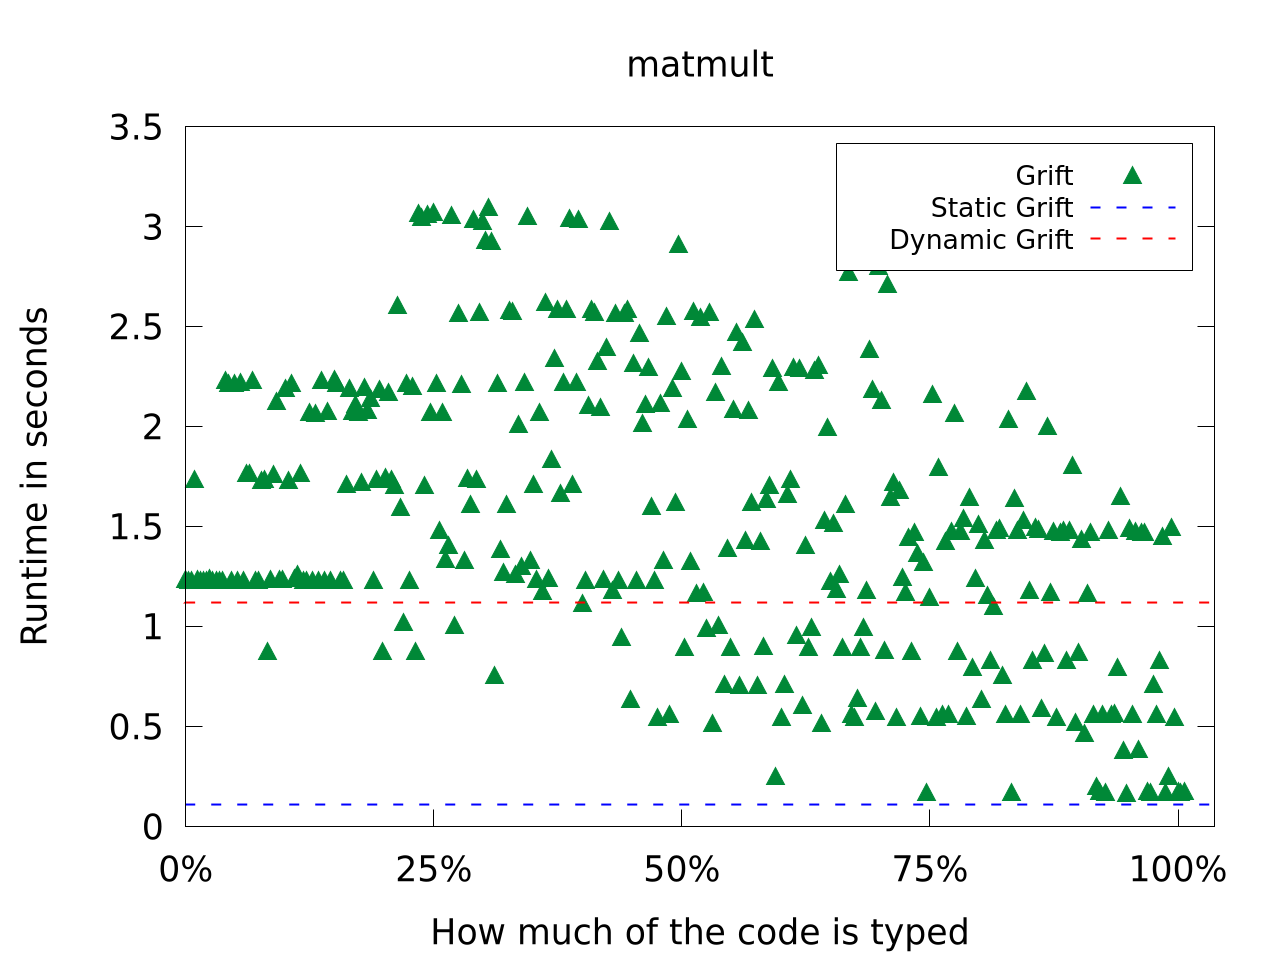 matmult
3.5
3
2.5
2
1.5
1
0.5
0
Runtime in seconds
Grift
Static Grift
Dynamic Grift
0% 25% 50% 75% 100%
How much of the code is typed